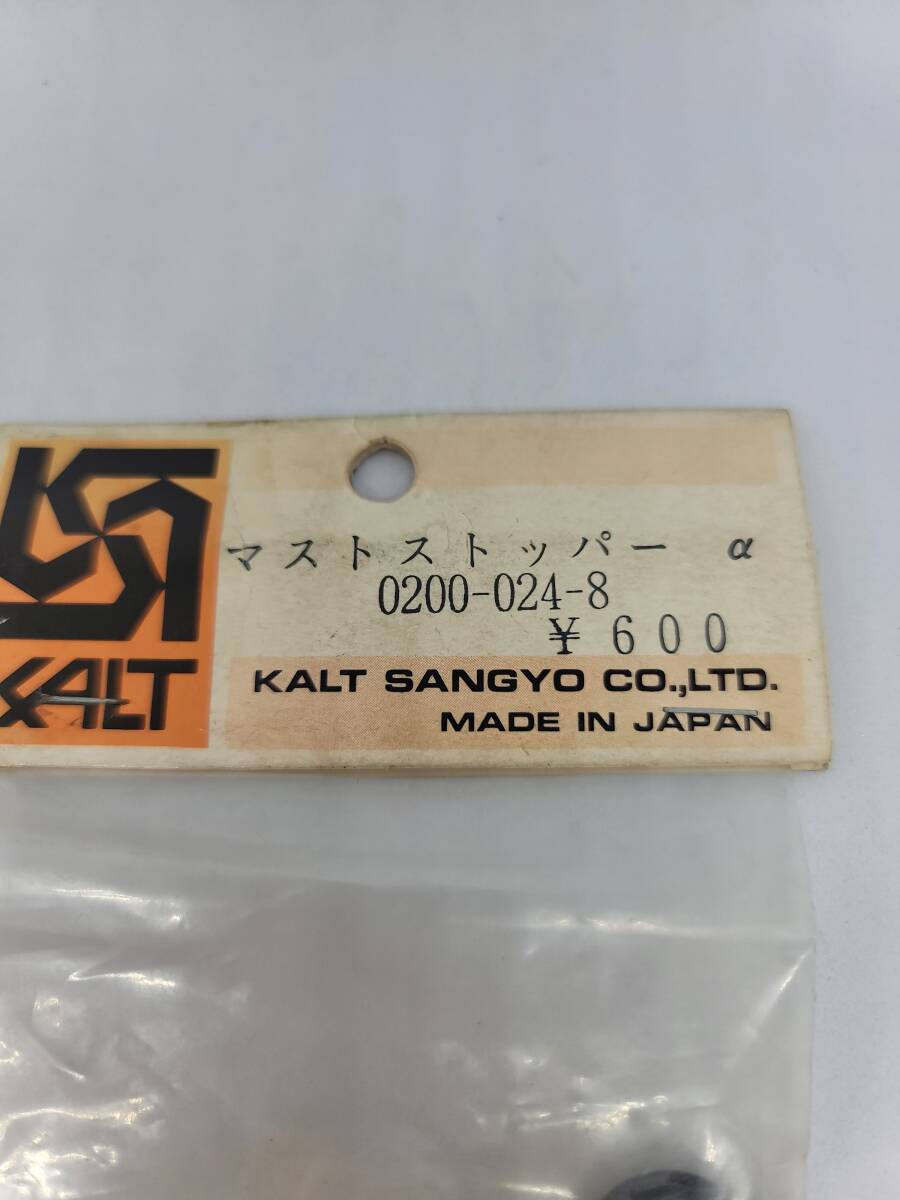 マストストッパー α
0200-024-8
¥600
KALT
KALT SANGYO CO.,LTD.
MADE IN JAPAN